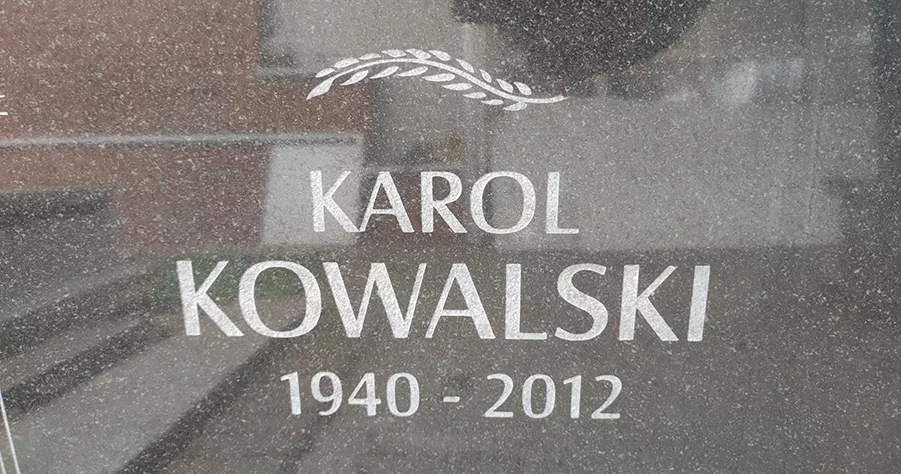 KAROL
KOWALSKI
1940 - 2012